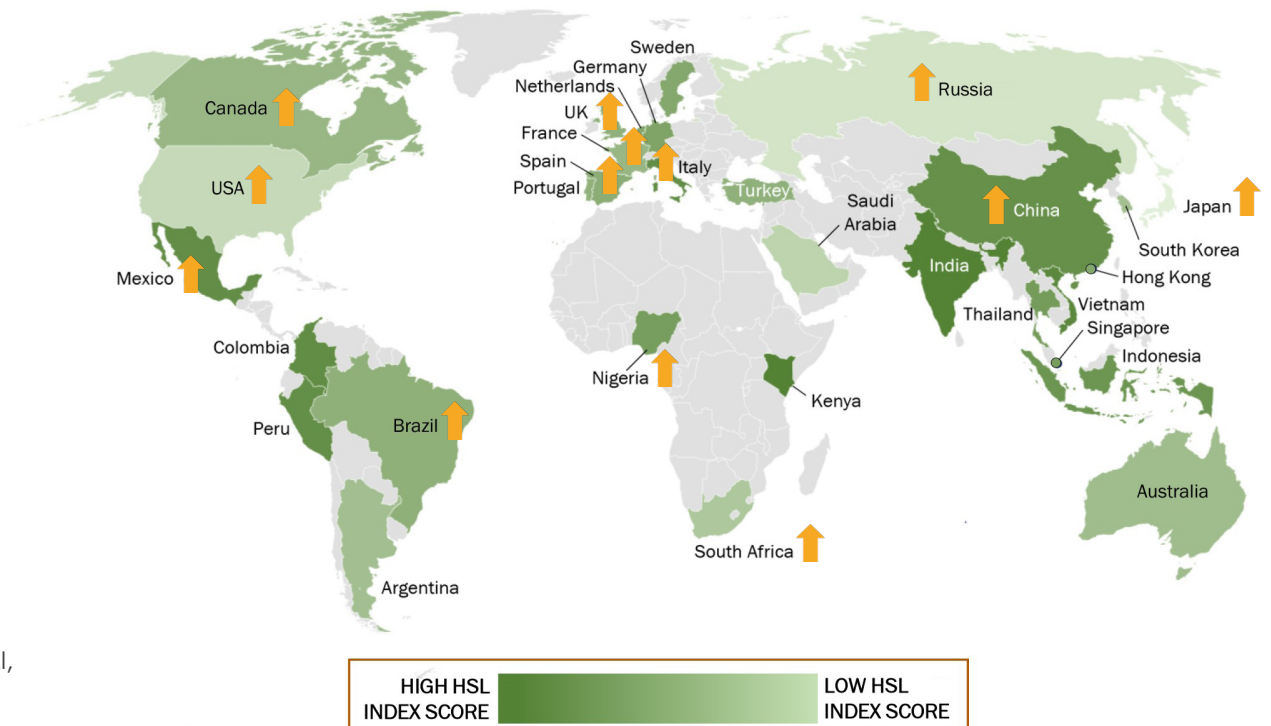 Sweden
Germany
Netherlands
UK
France
Spain
Portugal
Italy
Turkey
Canada
USA
Mexico
Colombia
Peru
Brazil
Argentina
Nigeria
Kenya
South Africa
Saudi
Arabia
Russia
China
Japan
South Korea
Hong Kong
India
Vietnam
Thailand
Singapore
Indonesia
Australia
l,
HIGH HSL
INDEX SCORE
LOW HSL
INDEX SCORE